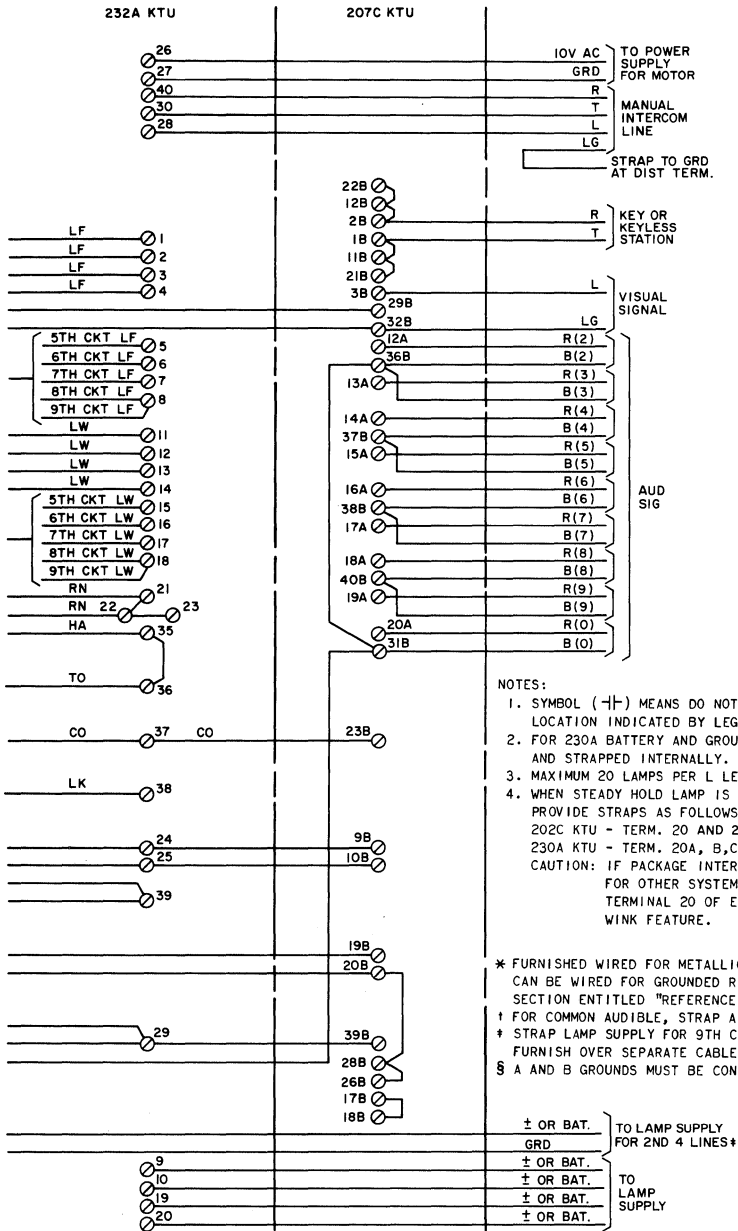 232A KTU
207C KTU
26
10V AC
TO POWER
SUPPLY
FOR MOTOR
27
GRD
40
R
30
T
MANUAL
INTERCOM
LINE
28
L
LG
STRAP TO GRD
AT DIST TERM.
22B
12B
2B
R
KEY OR
KEYLESS
STATION
1B
T
11B
21B
3B
L
VISUAL
SIGNAL
29B
32B
LG
LF
1
LF
2
LF
3
LF
4
12A
R(2)
36B
B(2)
13A
R(3)
B(3)
14A
R(4)
37B
B(4)
15A
R(5)
B(5)
16A
R(6)
38B
B(6)
17A
R(7)
B(7)
18A
R(8)
40B
B(8)
19A
R(9)
B(9)
20A
R(0)
31B
B(0)
AUD
SIG
5TH CKT LF
5
6TH CKT LF
6
7TH CKT LF
7
8TH CKT LF
8
9TH CKT LF
LW
11
LW
12
LW
13
LW
14
5TH CKT LW
15
6TH CKT LW
16
7TH CKT LW
17
8TH CKT LW
18
9TH CKT LW
RN
21
RN
22
23
HA
35
TO
36
CO
37
CO
23B
LK
38
24
9B
25
10B
39
19B
20B
29
39B
28B
26B
17B
18B
NOTES:
1. SYMBOL (⊣⊢) MEANS DO NOT
LOCATION INDICATED BY LEG
2. FOR 230A BATTERY AND GROU
AND STRAPPED INTERNALLY.
3. MAXIMUM 20 LAMPS PER L LE
4. WHEN STEADY HOLD LAMP IS
PROVIDE STRAPS AS FOLLOWS
202C KTU - TERM. 20 AND 2
230A KTU - TERM. 20A, B,C
CAUTION: IF PACKAGE INTER
FOR OTHER SYSTEM
TERMINAL 20 OF E
WINK FEATURE.
* FURNISHED WIRED FOR METALLI
CAN BE WIRED FOR GROUNDED R
SECTION ENTITLED "REFERENCE
† FOR COMMON AUDIBLE, STRAP A
‡ STRAP LAMP SUPPLY FOR 9TH C
FURNISH OVER SEPARATE CABLE
§ A AND B GROUNDS MUST BE CON
± OR BAT.
GRD
TO LAMP SUPPLY
FOR 2ND 4 LINES‡
9
± OR BAT.
10
± OR BAT.
19
± OR BAT.
20
± OR BAT.
TO
LAMP
SUPPLY